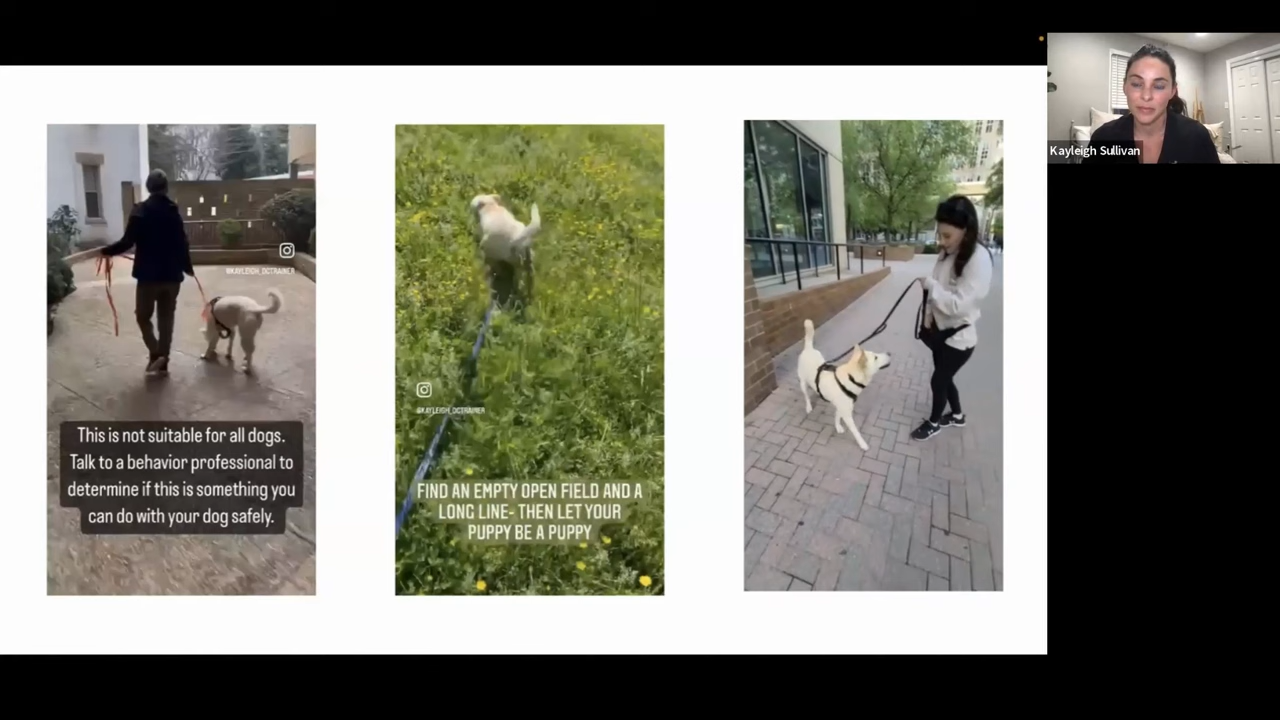 @KAYLEIGH_DCTRAINER
This is not suitable for all dogs.
Talk to a behavior professional to
determine if this is something you
can do with your dog safely.
@KAYLEIGH_DCTRAINER
FIND AN EMPTY OPEN FIELD AND A
LONG LINE- THEN LET YOUR
PUPPY BE A PUPPY
Kayleigh Sullivan